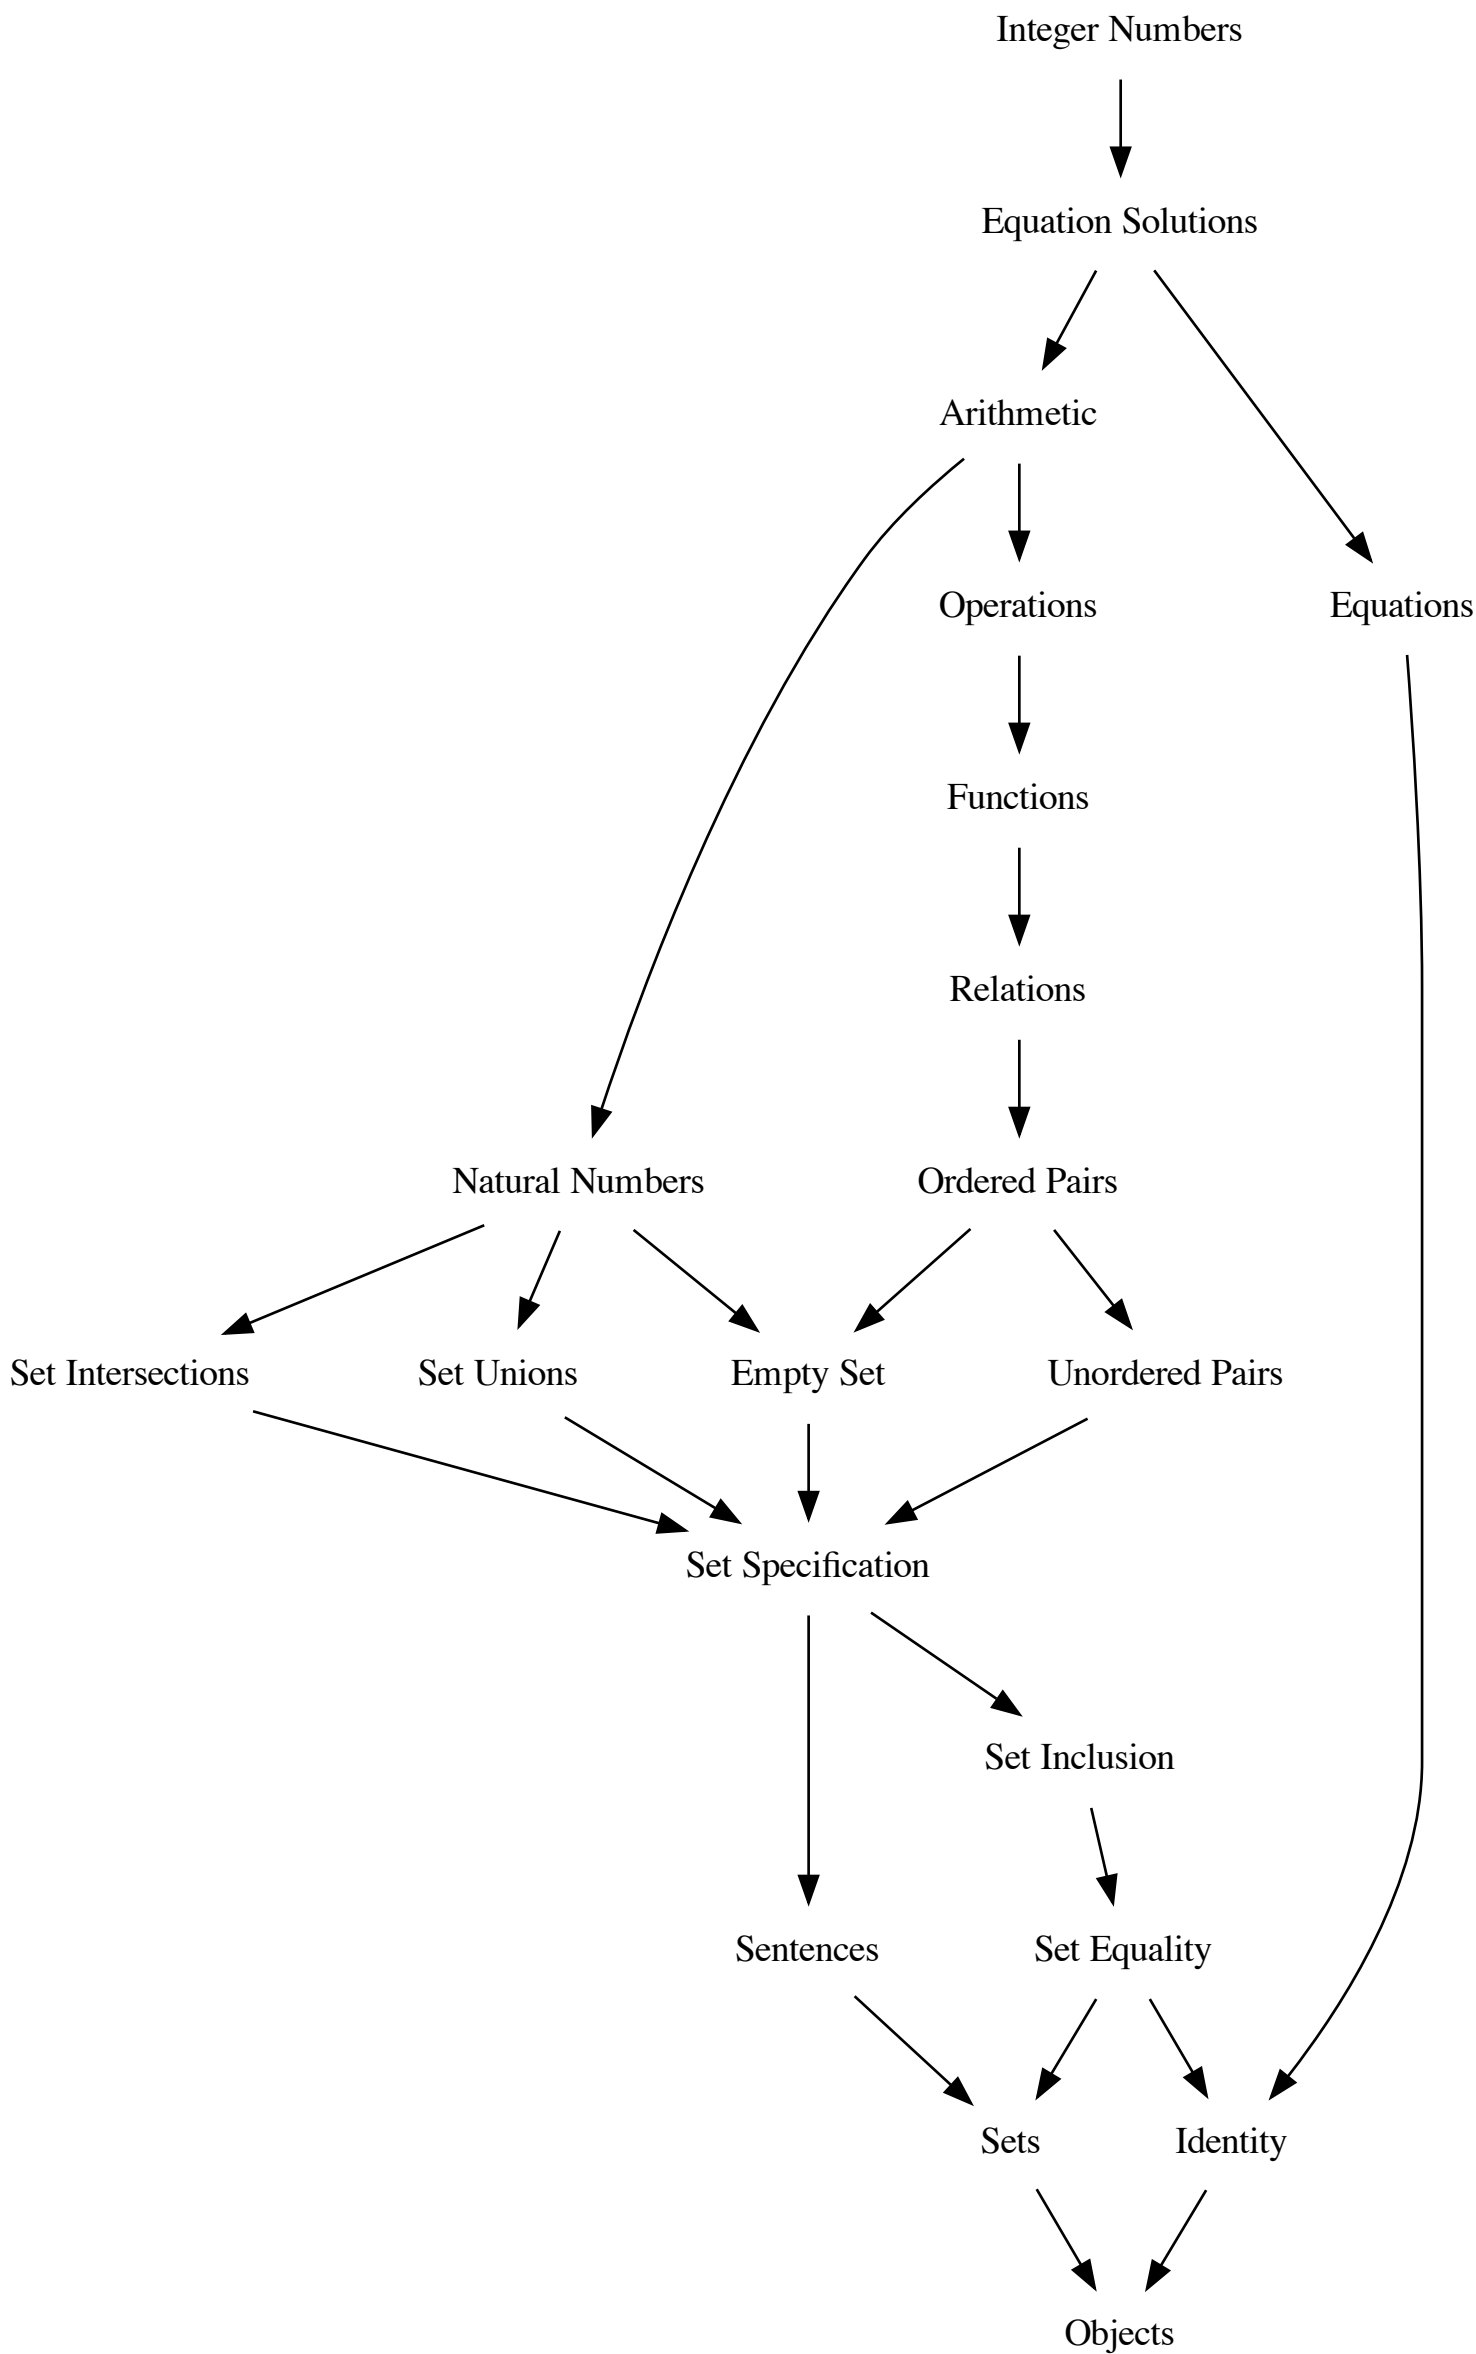 Integer Numbers
Equation Solutions
Arithmetic
Operations
Equations
Functions
Relations
Natural Numbers
Ordered Pairs
Set Intersections
Set Unions
Empty Set
Unordered Pairs
Set Specification
Set Inclusion
Sentences
Set Equality
Sets
Identity
Objects